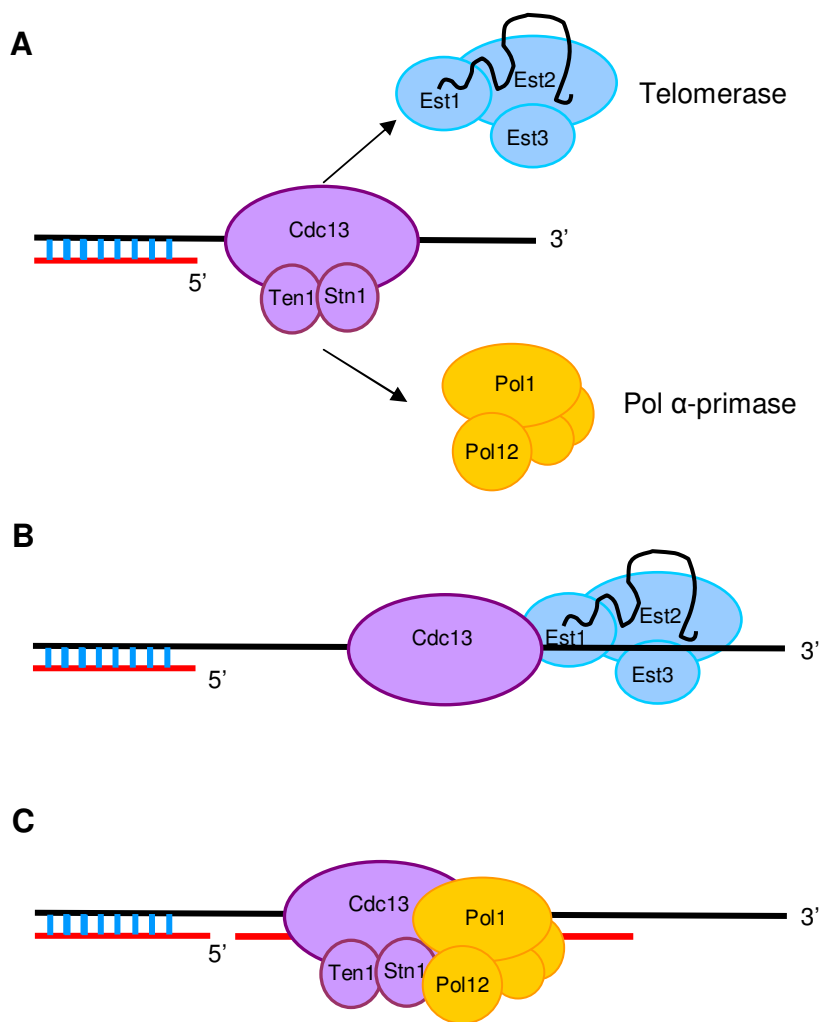 A
Est1
Est2
Telomerase
Est3
Cdc13
3’
5’
Ten1
Stn1
Pol1
Pol α-primase
Pol12
B
Cdc13
Est1
Est2
3’
5’
Est3
C
Cdc13
Pol1
3’
5’
Ten1
Stn1
Pol12